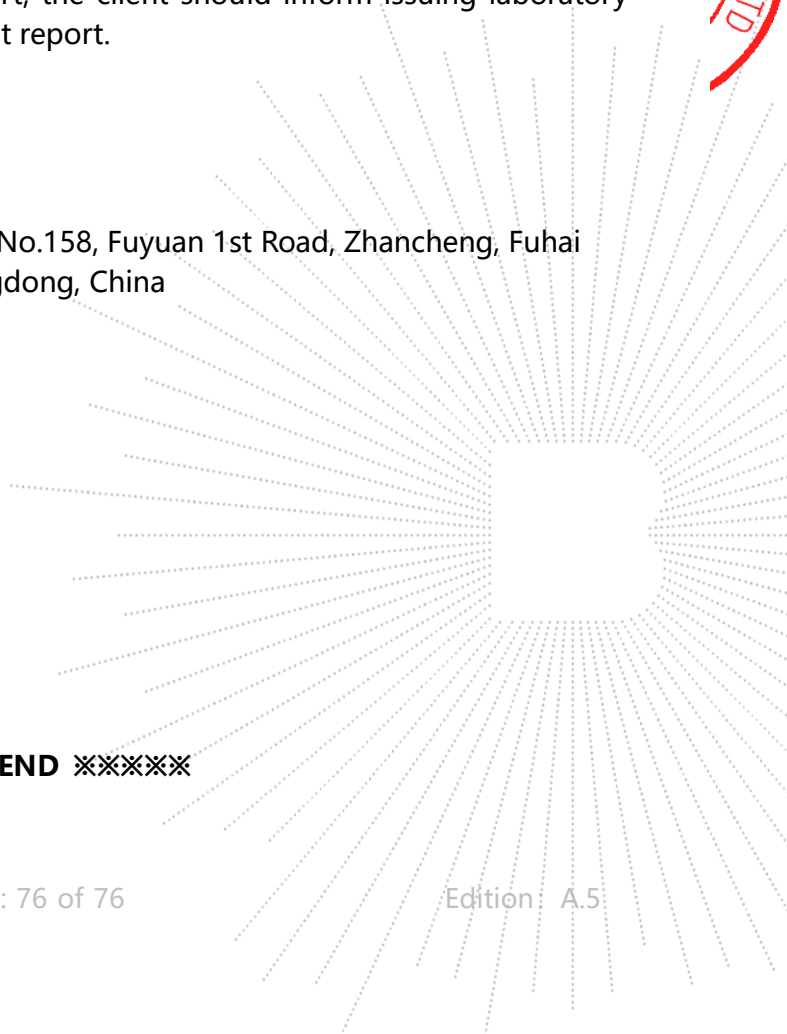 rt, the client should inform issuing laboratory
t report.
TD
No.158, Fuyuan 1st Road, Zhancheng, Fuhai
gdong, China
END ※※※※※
: 76 of 76 Edition: A.5